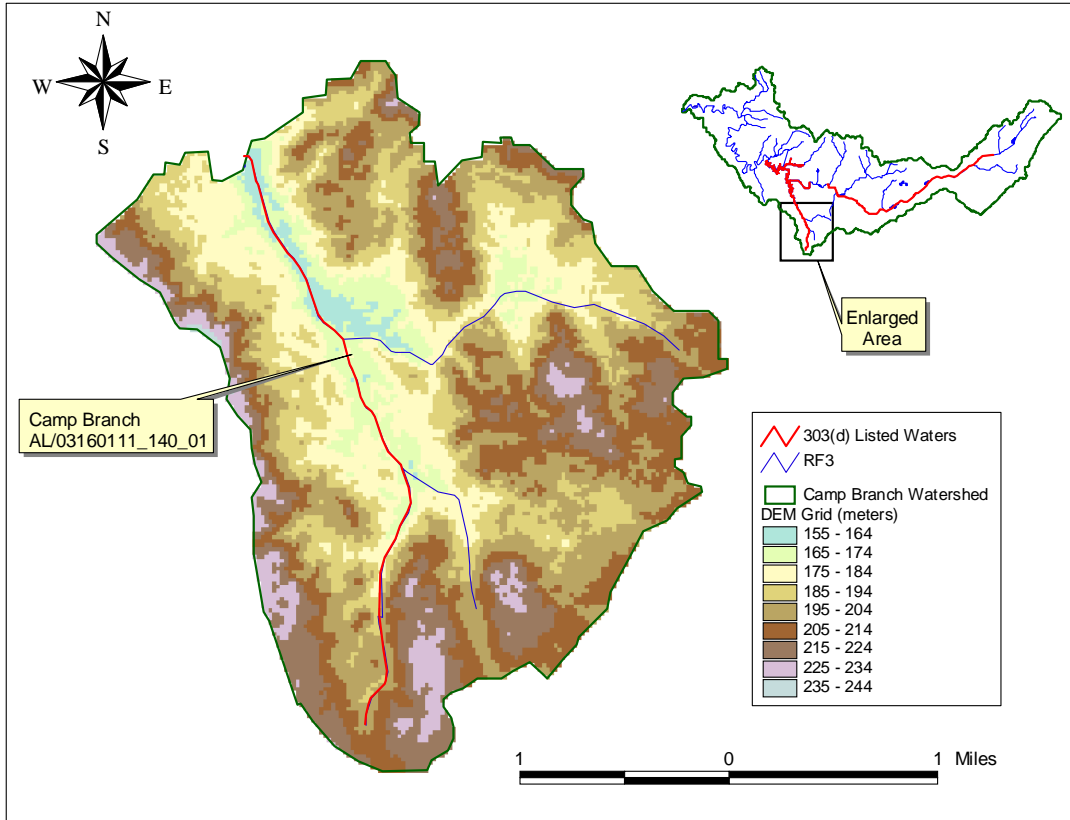 N
W
E
S
Enlarged
Area
Camp Branch
AL/03160111_140_01
303(d) Listed Waters
RF3
Camp Branch Watershed
DEM Grid (meters)
155 - 164
165 - 174
175 - 184
185 - 194
195 - 204
205 - 214
215 - 224
225 - 234
235 - 244
1 0 1 Miles